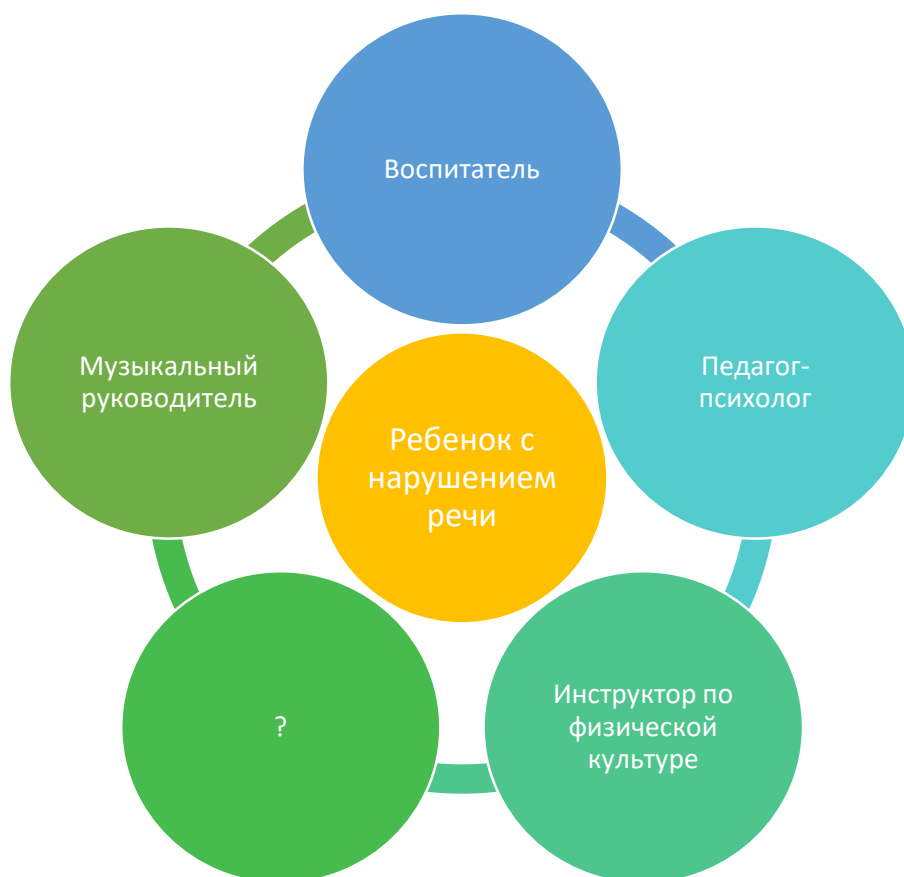 Воспитатель
Музыкальный
руководитель
Педагог-
психолог
Ребенок с
нарушением
речи
?
Инструктор по
физической
культуре